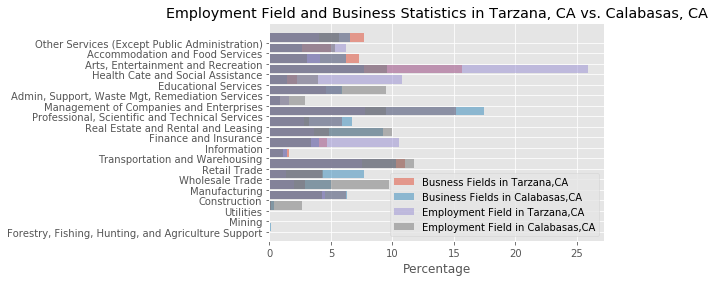 Employment Field and Business Statistics in Tarzana, CA vs. Calabasas, CA
Other Services (Except Public Administration)
Accommodation and Food Services
Arts, Entertainment and Recreation
Health Cate and Social Assistance
Educational Services
Admin, Support, Waste Mgt, Remediation Services
Management of Companies and Enterprises
Professional, Scientific and Technical Services
Real Estate and Rental and Leasing
Finance and Insurance
Information
Transportation and Warehousing
Retail Trade
Wholesale Trade
Manufacturing
Construction
Utilities
Mining
Forestry, Fishing, Hunting, and Agriculture Support
Busness Fields in Tarzana,CA
Business Fields in Calabasas,CA
Employment Field in Tarzana,CA
Employment Field in Calabasas,CA
0 5 10 15 20 25
Percentage